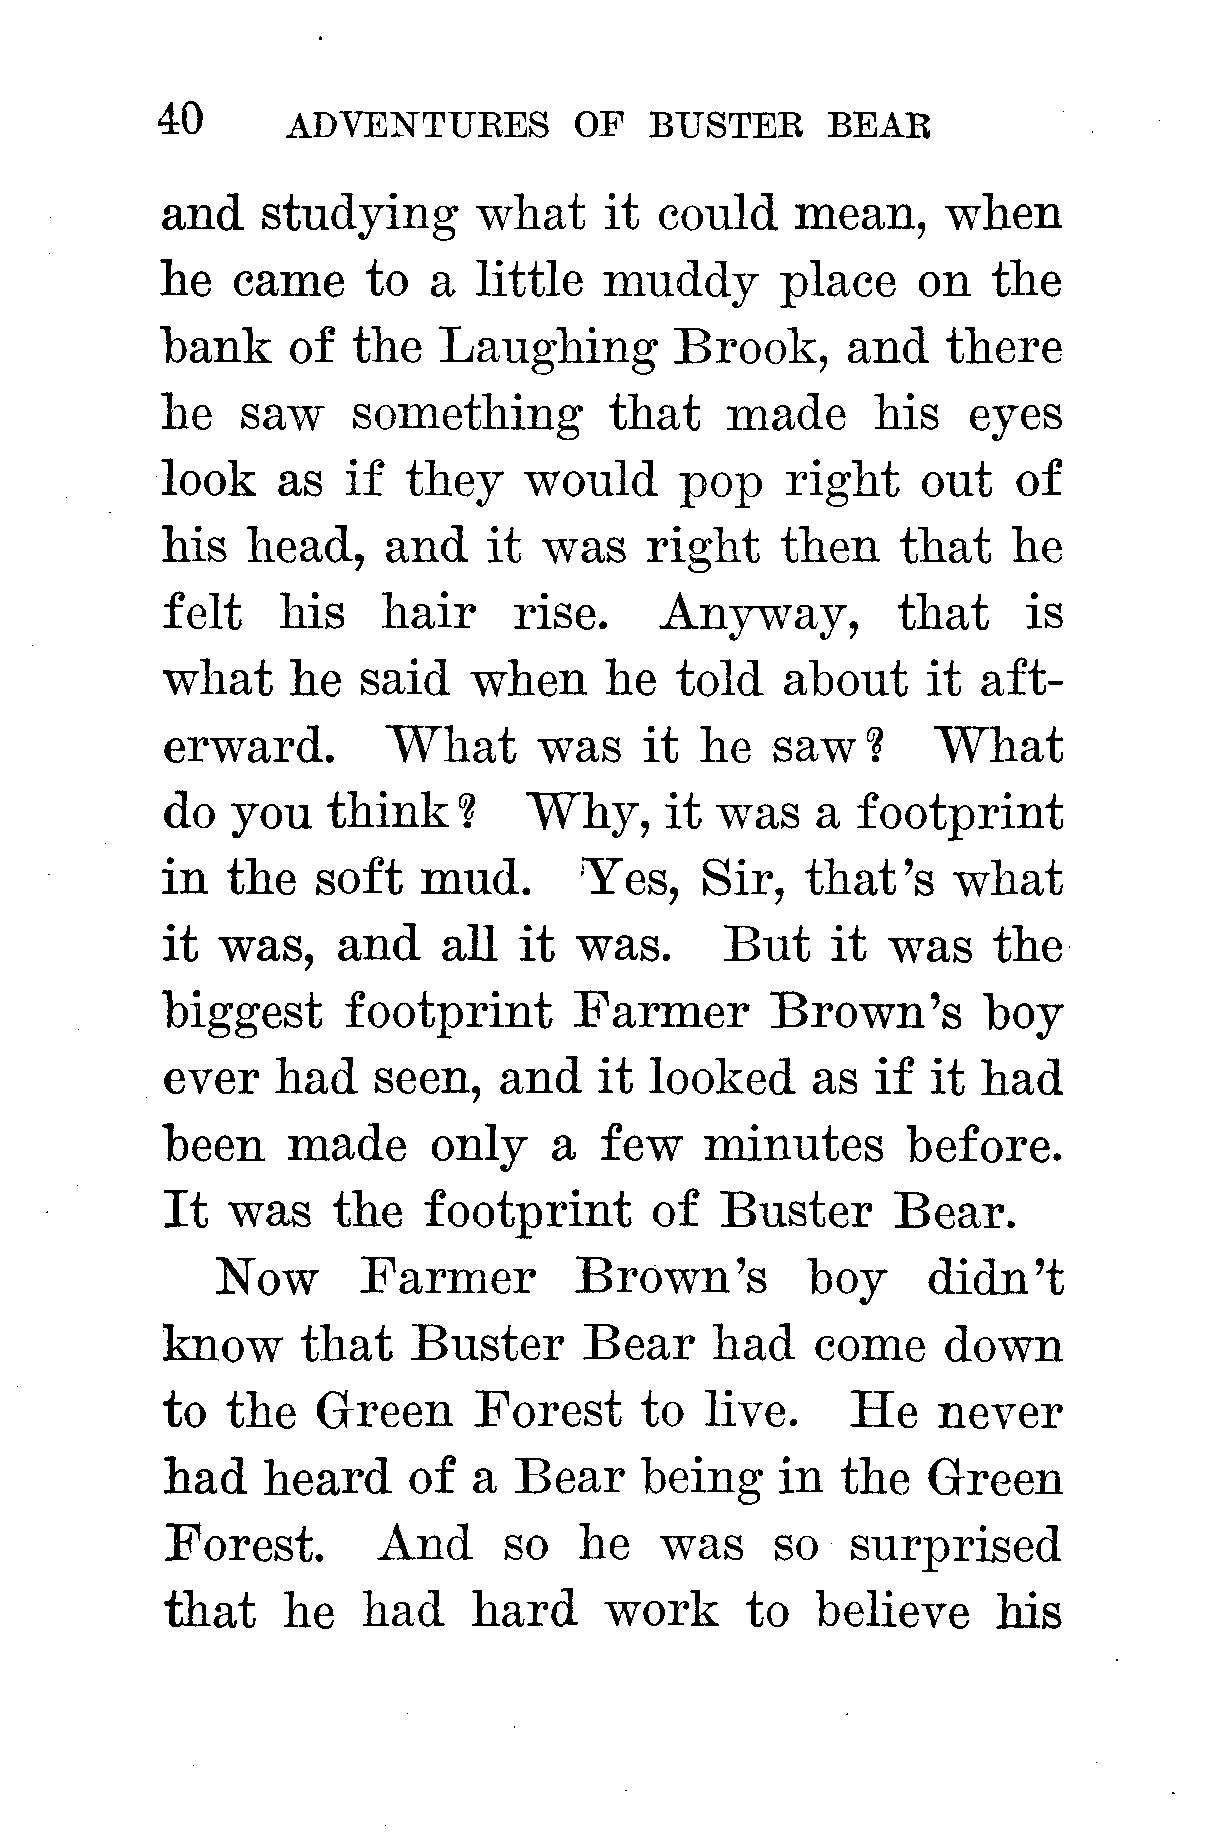 40 ADVENTURES OF BUSTER BEAR
and studying what it could mean, when
he came to a little muddy place on the
bank of the Laughing Brook, and there
he saw something that made his eyes
look as if they would pop right out of
his head, and it was right then that he
felt his hair rise. Anyway, that is
what he said when he told about it aft-
erward. What was it he saw? What
do you think? Why, it was a footprint
in the soft mud. Yes, Sir, that's what
it was, and all it was. But it was the
biggest footprint Farmer Brown's boy
ever had seen, and it looked as if it had
been made only a few minutes before.
It was the footprint of Buster Bear.
Now Farmer Brown's boy didn't
know that Buster Bear had come down
to the Green Forest to live. He never
had heard of a Bear being in the Green
Forest. And so he was so surprised
that he had hard work to believe his